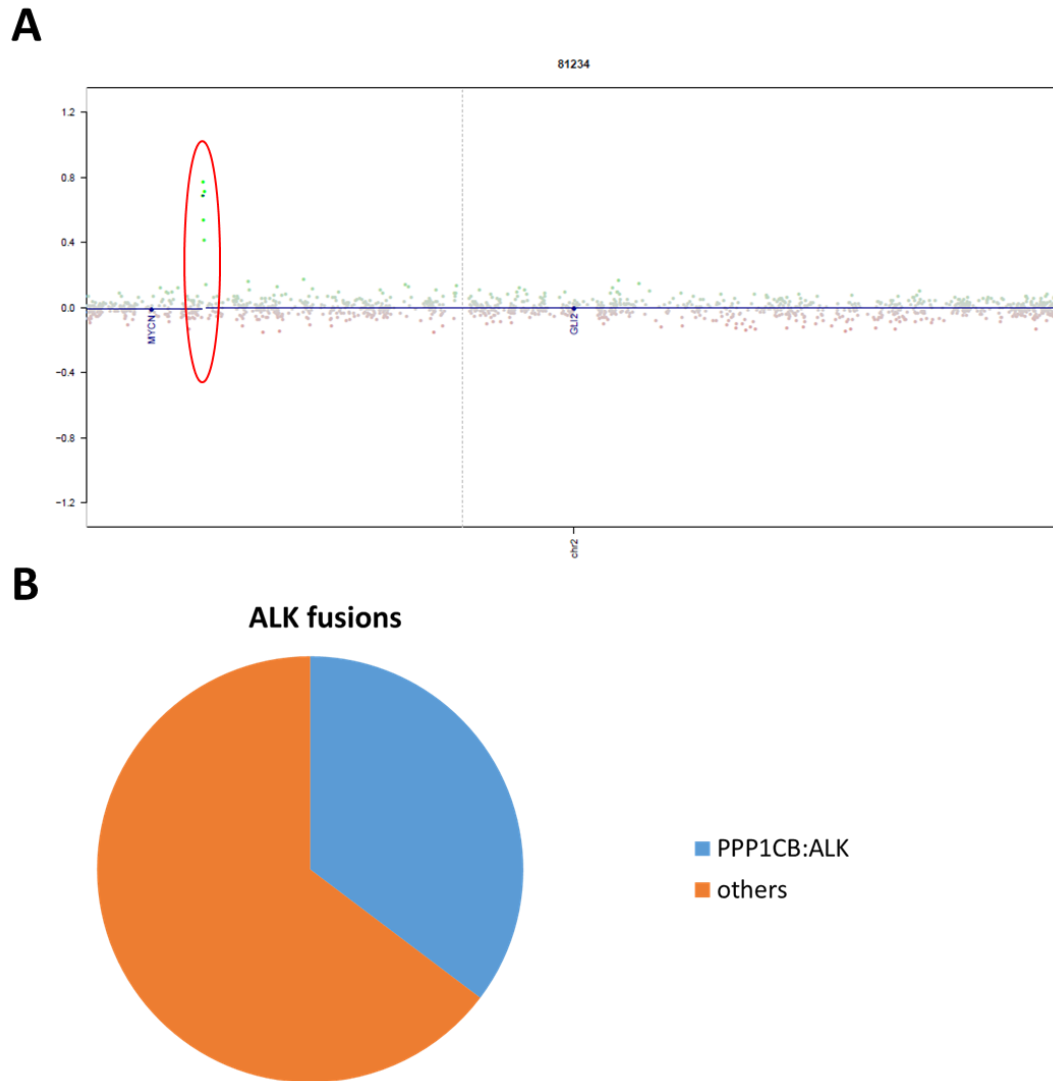 A
81234
1.2
0.8
0.4
0.0
−0.4
−0.8
−1.2
MYCN
GLI2
chr2
B
ALK fusions
PPP1CB:ALK
others